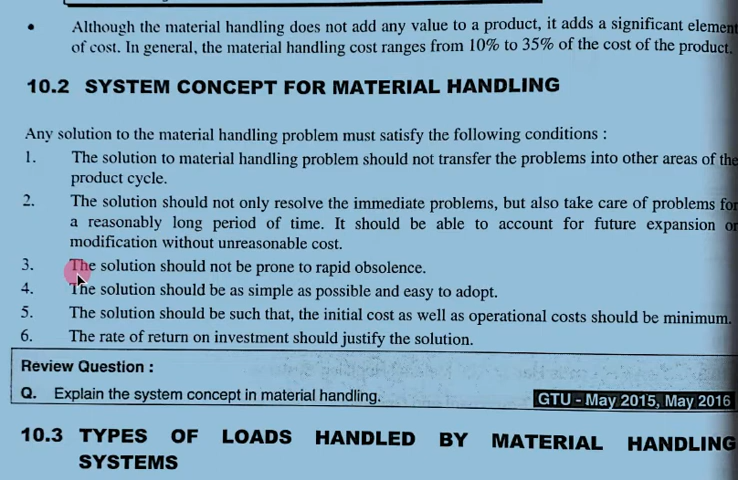 • Although the material handling does not add any value to a product, it adds a significant element
of cost. In general, the material handling cost ranges from 10% to 35% of the cost of the product.
10.2 SYSTEM CONCEPT FOR MATERIAL HANDLING
Any solution to the material handling problem must satisfy the following conditions :
1. The solution to material handling problem should not transfer the problems into other areas of the
product cycle.
2. The solution should not only resolve the immediate problems, but also take care of problems for
a reasonably long period of time. It should be able to account for future expansion or
modification without unreasonable cost.
3. The solution should not be prone to rapid obsolence.
4. The solution should be as simple as possible and easy to adopt.
5. The solution should be such that, the initial cost as well as operational costs should be minimum.
6. The rate of return on investment should justify the solution.
Review Question :
Q. Explain the system concept in material handling.
GTU - May 2015, May 2016
10.3 TYPES OF LOADS HANDLED BY MATERIAL HANDLING
SYSTEMS